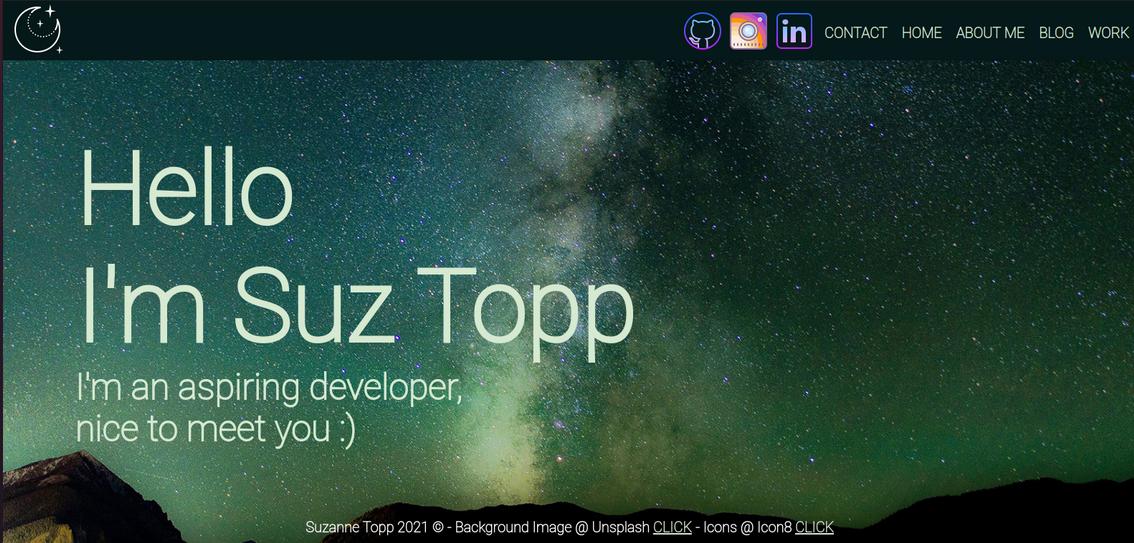 in CONTACT HOME ABOUT ME BLOG WORK
Hello
I'm Suz Topp
I'm an aspiring developer,
nice to meet you :)
Suzanne Topp 2021 © - Background Image @ Unsplash CLICK - Icons @ Icon8 CLICK